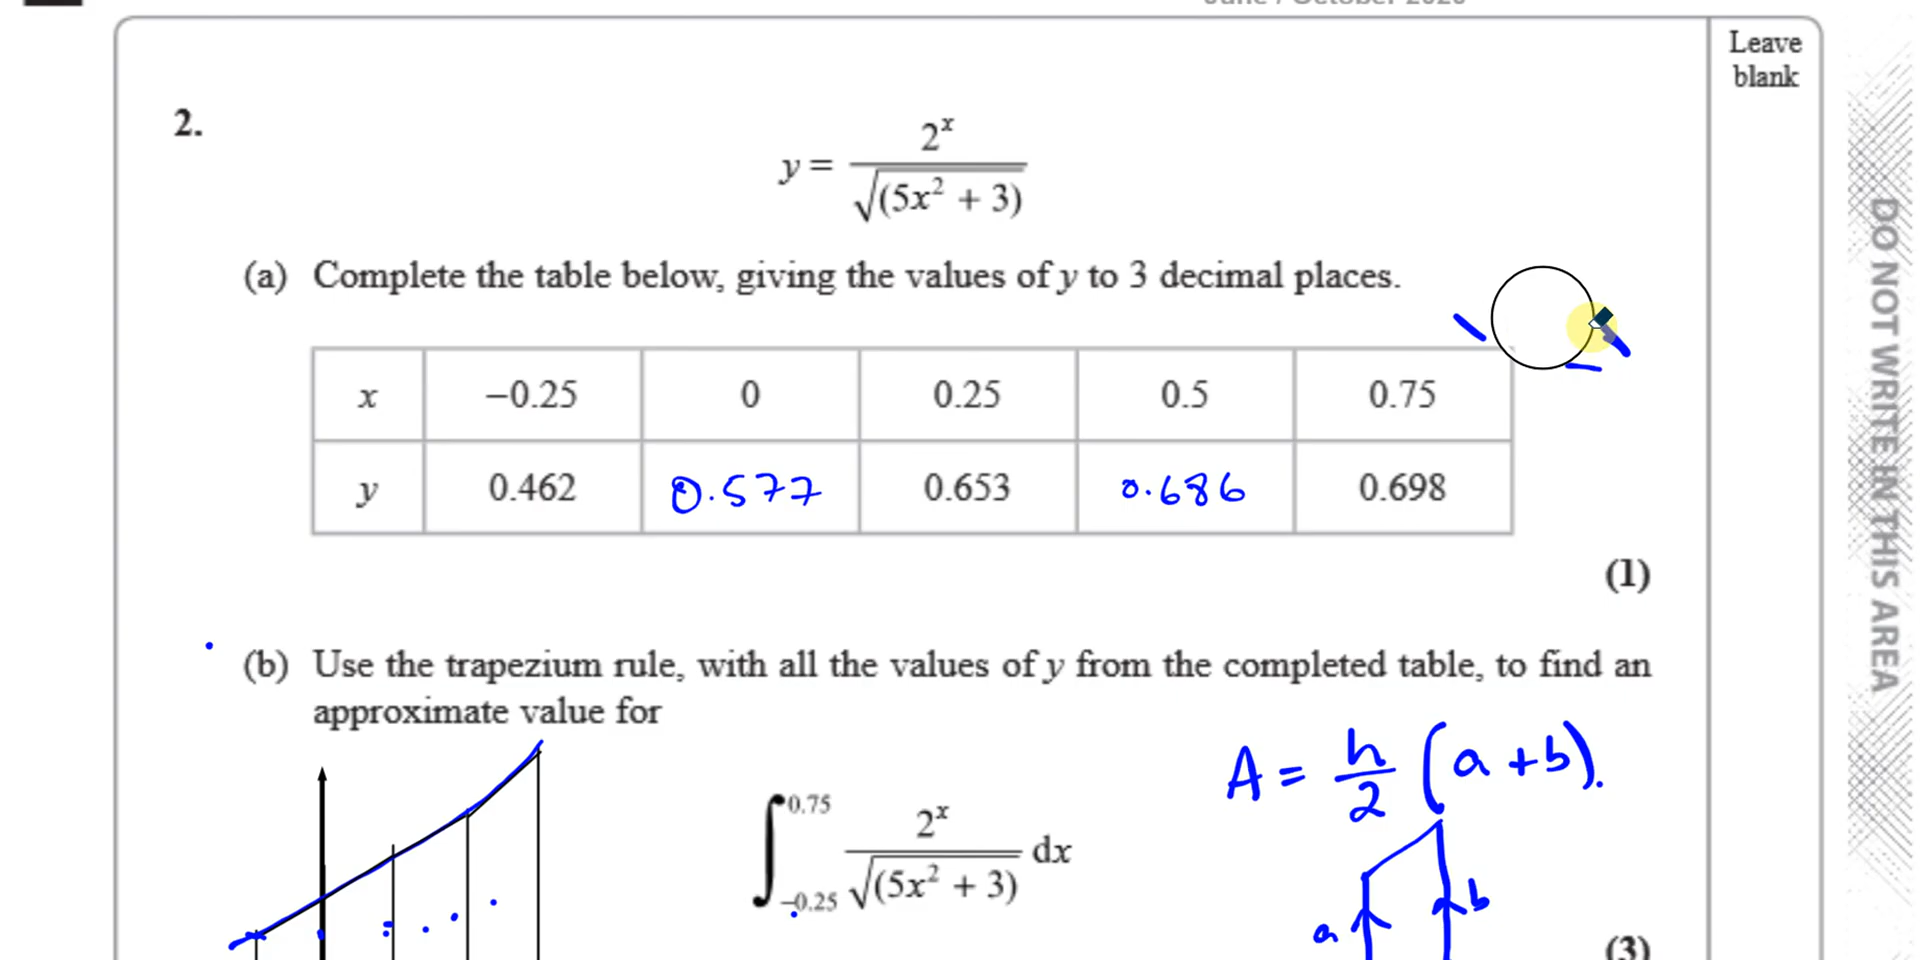 Leave
blank
2.
y = 2^x / √(5x² + 3)
(a) Complete the table below, giving the values of y to 3 decimal places.
x −0.25 0 0.25 0.5 0.75
y 0.462 0.577 0.653 0.686 0.698
(1)
(b) Use the trapezium rule, with all the values of y from the completed table, to find an
approximate value for
A = h/2 (a + b).
∫_{−0.25}^{0.75} 2^x / √(5x² + 3) dx
a b
(3)
DO NOT WRITE IN THIS AREA